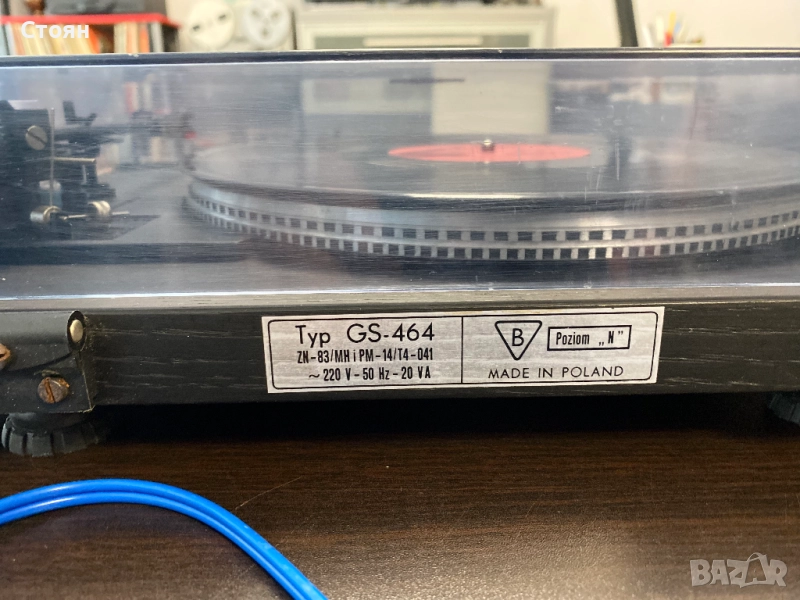 Стоян
Typ GS-464
ZN-83/MH i PM-14/T4-041
~ 220 V - 50 Hz - 20 VA
B
Poziom „N"
MADE IN POLAND
BAZAR